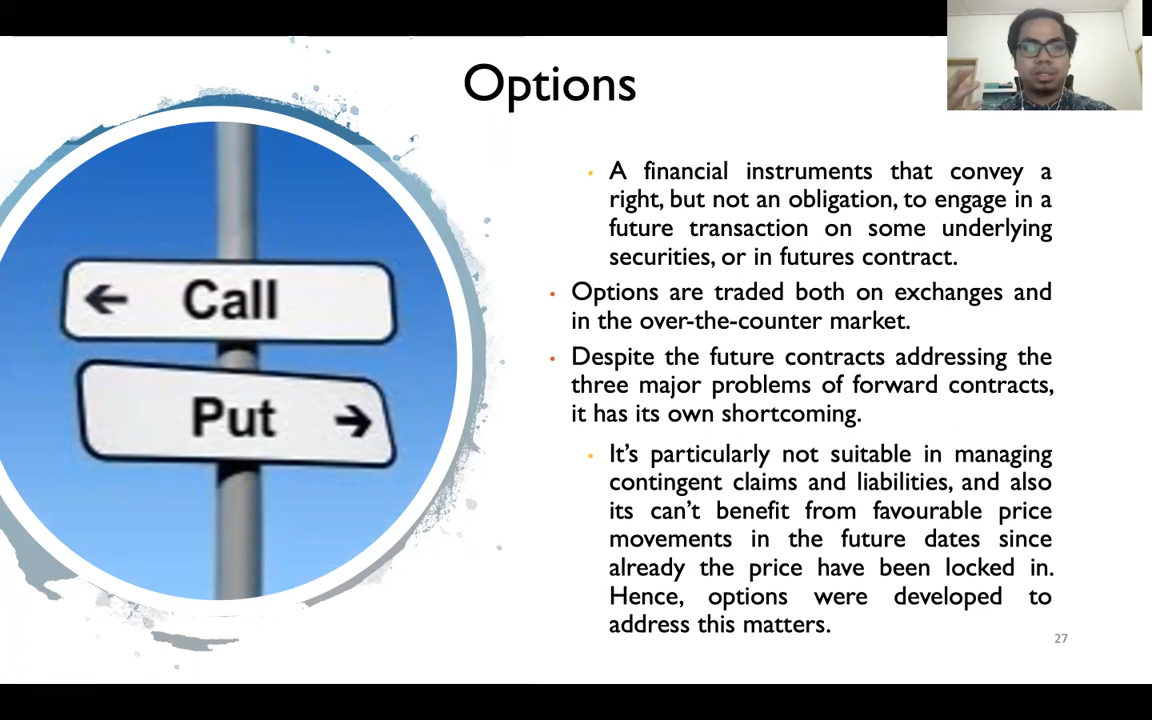 Options
Call
Put
A financial instruments that convey a
right, but not an obligation, to engage in a
future transaction on some underlying
securities, or in futures contract.
Options are traded both on exchanges and
in the over-the-counter market.
Despite the future contracts addressing the
three major problems of forward contracts,
it has its own shortcoming.
It’s particularly not suitable in managing
contingent claims and liabilities, and also
its can’t benefit from favourable price
movements in the future dates since
already the price have been locked in.
Hence, options were developed to
address this matters.
27